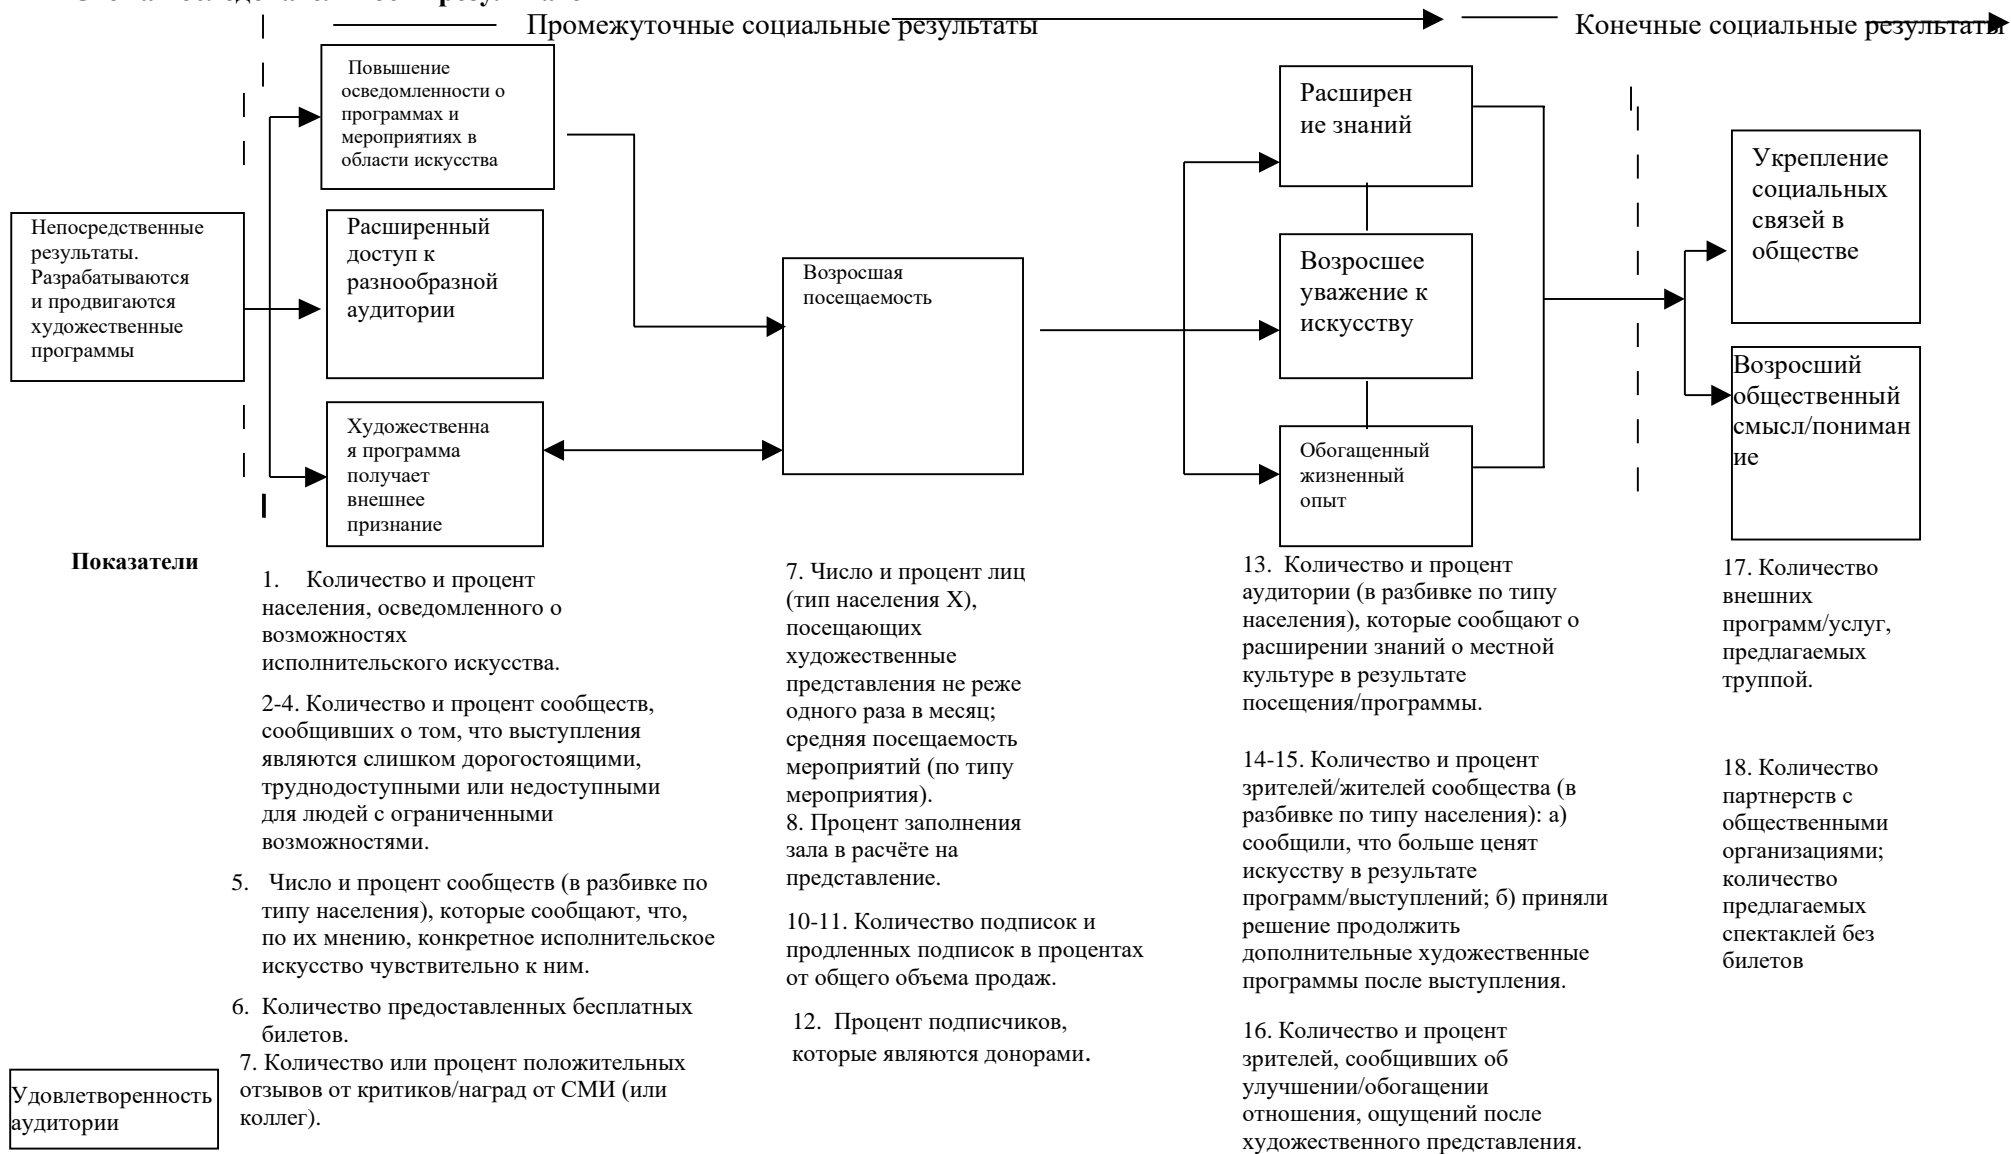 Промежуточные социальные результаты
Конечные социальные результаты
Непосредственные
результаты.
Разрабатываются
и продвигаются
художественные
программы
Повышение
осведомленности о
программах и
мероприятиях в
области искусства
Расширенный
доступ к
разнообразной
аудитории
Художественна
я программа
получает
внешнее
признание
Возросшая
посещаемость
Расширен
ие знаний
Возросшее
уважение к
искусству
Обогащенный
жизненный
опыт
Укрепление
социальных
связей в
обществе
Возросший
общественный
смысл/пониман
ие
Показатели
1. Количество и процент
населения, осведомленного о
возможностях
исполнительского искусства.
2-4. Количество и процент сообществ,
сообщивших о том, что выступления
являются слишком дорогостоящими,
труднодоступными или недоступными
для людей с ограниченными
возможностями.
5. Число и процент сообществ (в разбивке по
типу населения), которые сообщают, что,
по их мнению, конкретное исполнительское
искусство чувствительно к ним.
6. Количество предоставленных бесплатных
билетов.
7. Количество или процент положительных
отзывов от критиков/наград от СМИ (или
коллег).
7. Число и процент лиц
(тип населения X),
посещающих
художественные
представления не реже
одного раза в месяц;
средняя посещаемость
мероприятий (по типу
мероприятия).
8. Процент заполнения
зала в расчёте на
представление.
10-11. Количество подписок и
продленных подписок в процентах
от общего объема продаж.
12. Процент подписчиков,
которые являются донорами.
13. Количество и процент
аудитории (в разбивке по типу
населения), которые сообщают о
расширении знаний о местной
культуре в результате
посещения/программы.
14-15. Количество и процент
зрителей/жителей сообщества (в
разбивке по типу населения): а)
сообщили, что больше ценят
искусству в результате
программ/выступлений; б) приняли
решение продолжить
дополнительные художественные
программы после выступления.
16. Количество и процент
зрителей, сообщивших об
улучшении/обогащении
отношения, ощущений после
художественного представления.
17. Количество
внешних
программ/услуг,
предлагаемых
труппой.
18. Количество
партнерств с
общественными
организациями;
количество
предлагаемых
спектаклей без
билетов
Удовлетворенность
аудитории